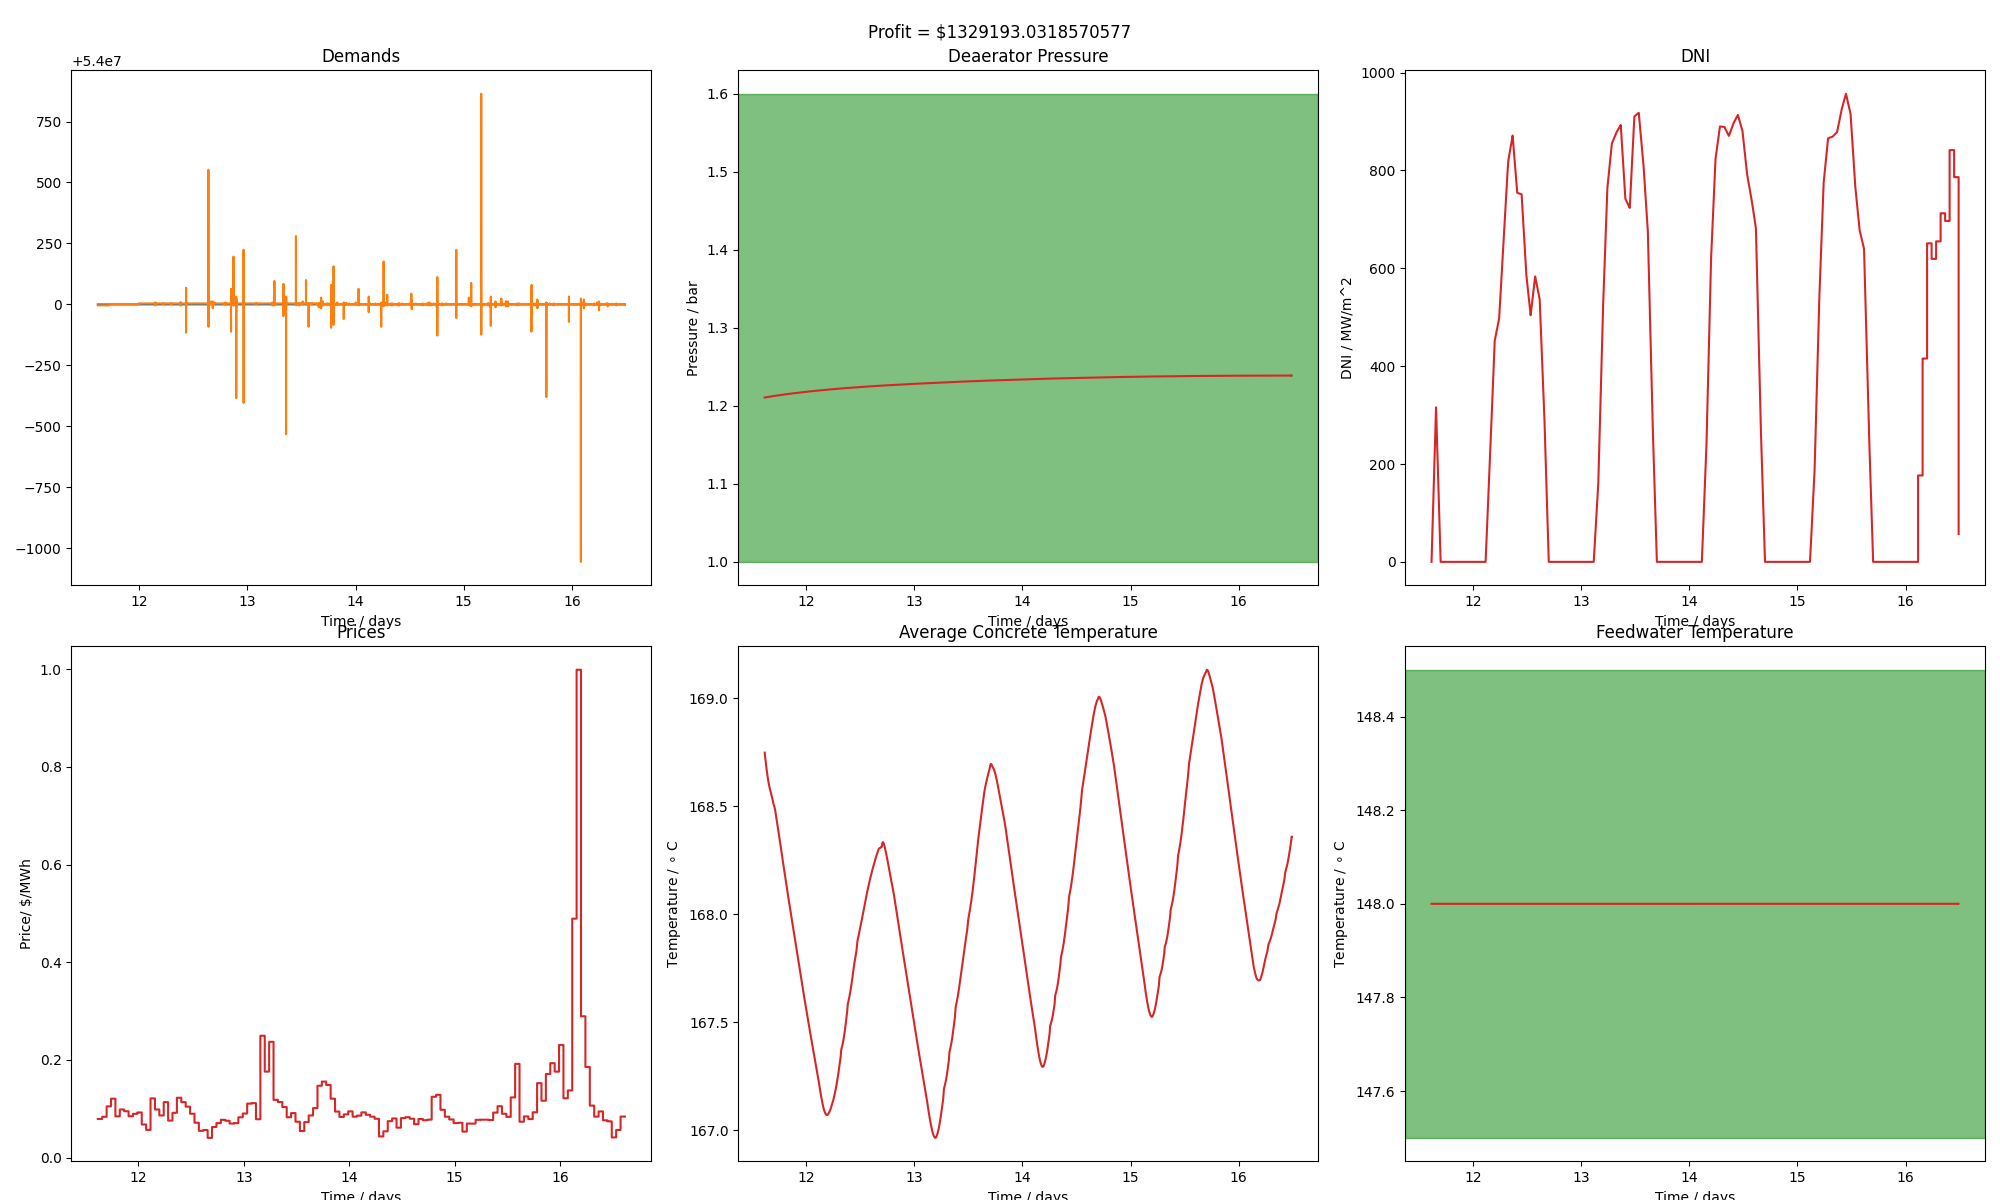 Profit = $1329193.0318570577
Demands
+5.4e7
750
500
250
0
−250
−500
−750
−1000
12 13 14 15 16
Time / days
Deaerator Pressure
Pressure / bar
1.6
1.5
1.4
1.3
1.2
1.1
1.0
12 13 14 15 16
Time / days
DNI
DNI / MW/m^2
1000
800
600
400
200
0
12 13 14 15 16
Time / days
Prices
Price/ $/MWh
1.0
0.8
0.6
0.4
0.2
0.0
12 13 14 15 16
Time / days
Average Concrete Temperature
Temperature / ∘ C
169.0
168.5
168.0
167.5
167.0
12 13 14 15 16
Time / days
Feedwater Temperature
Temperature / ∘ C
148.4
148.2
148.0
147.8
147.6
12 13 14 15 16
Time / days